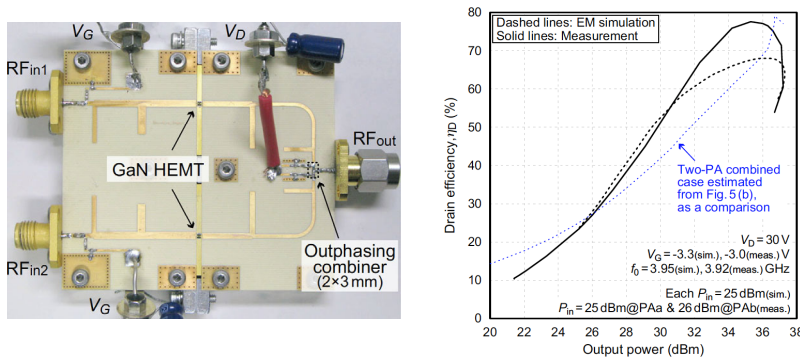 V_G
V_D
RF_in1
RF_out
GaN HEMT
Outphasing
combiner
(2×3 mm)
RF_in2
V_G
Drain efficiency, η_D (%)
80
70
60
50
40
30
20
10
0
Dashed lines: EM simulation
Solid lines: Measurement
Two-PA combined
case estimated
from Fig. 5 (b),
as a comparison
V_D = 30 V
V_G = -3.3(sim.), -3.0(meas.) V
f_0 = 3.95(sim.), 3.92(meas.) GHz
Each P_in = 25 dBm(sim.)
P_in = 25 dBm@PAa & 26 dBm@PAb(meas.)
20 22 24 26 28 30 32 34 36 38
Output power (dBm)